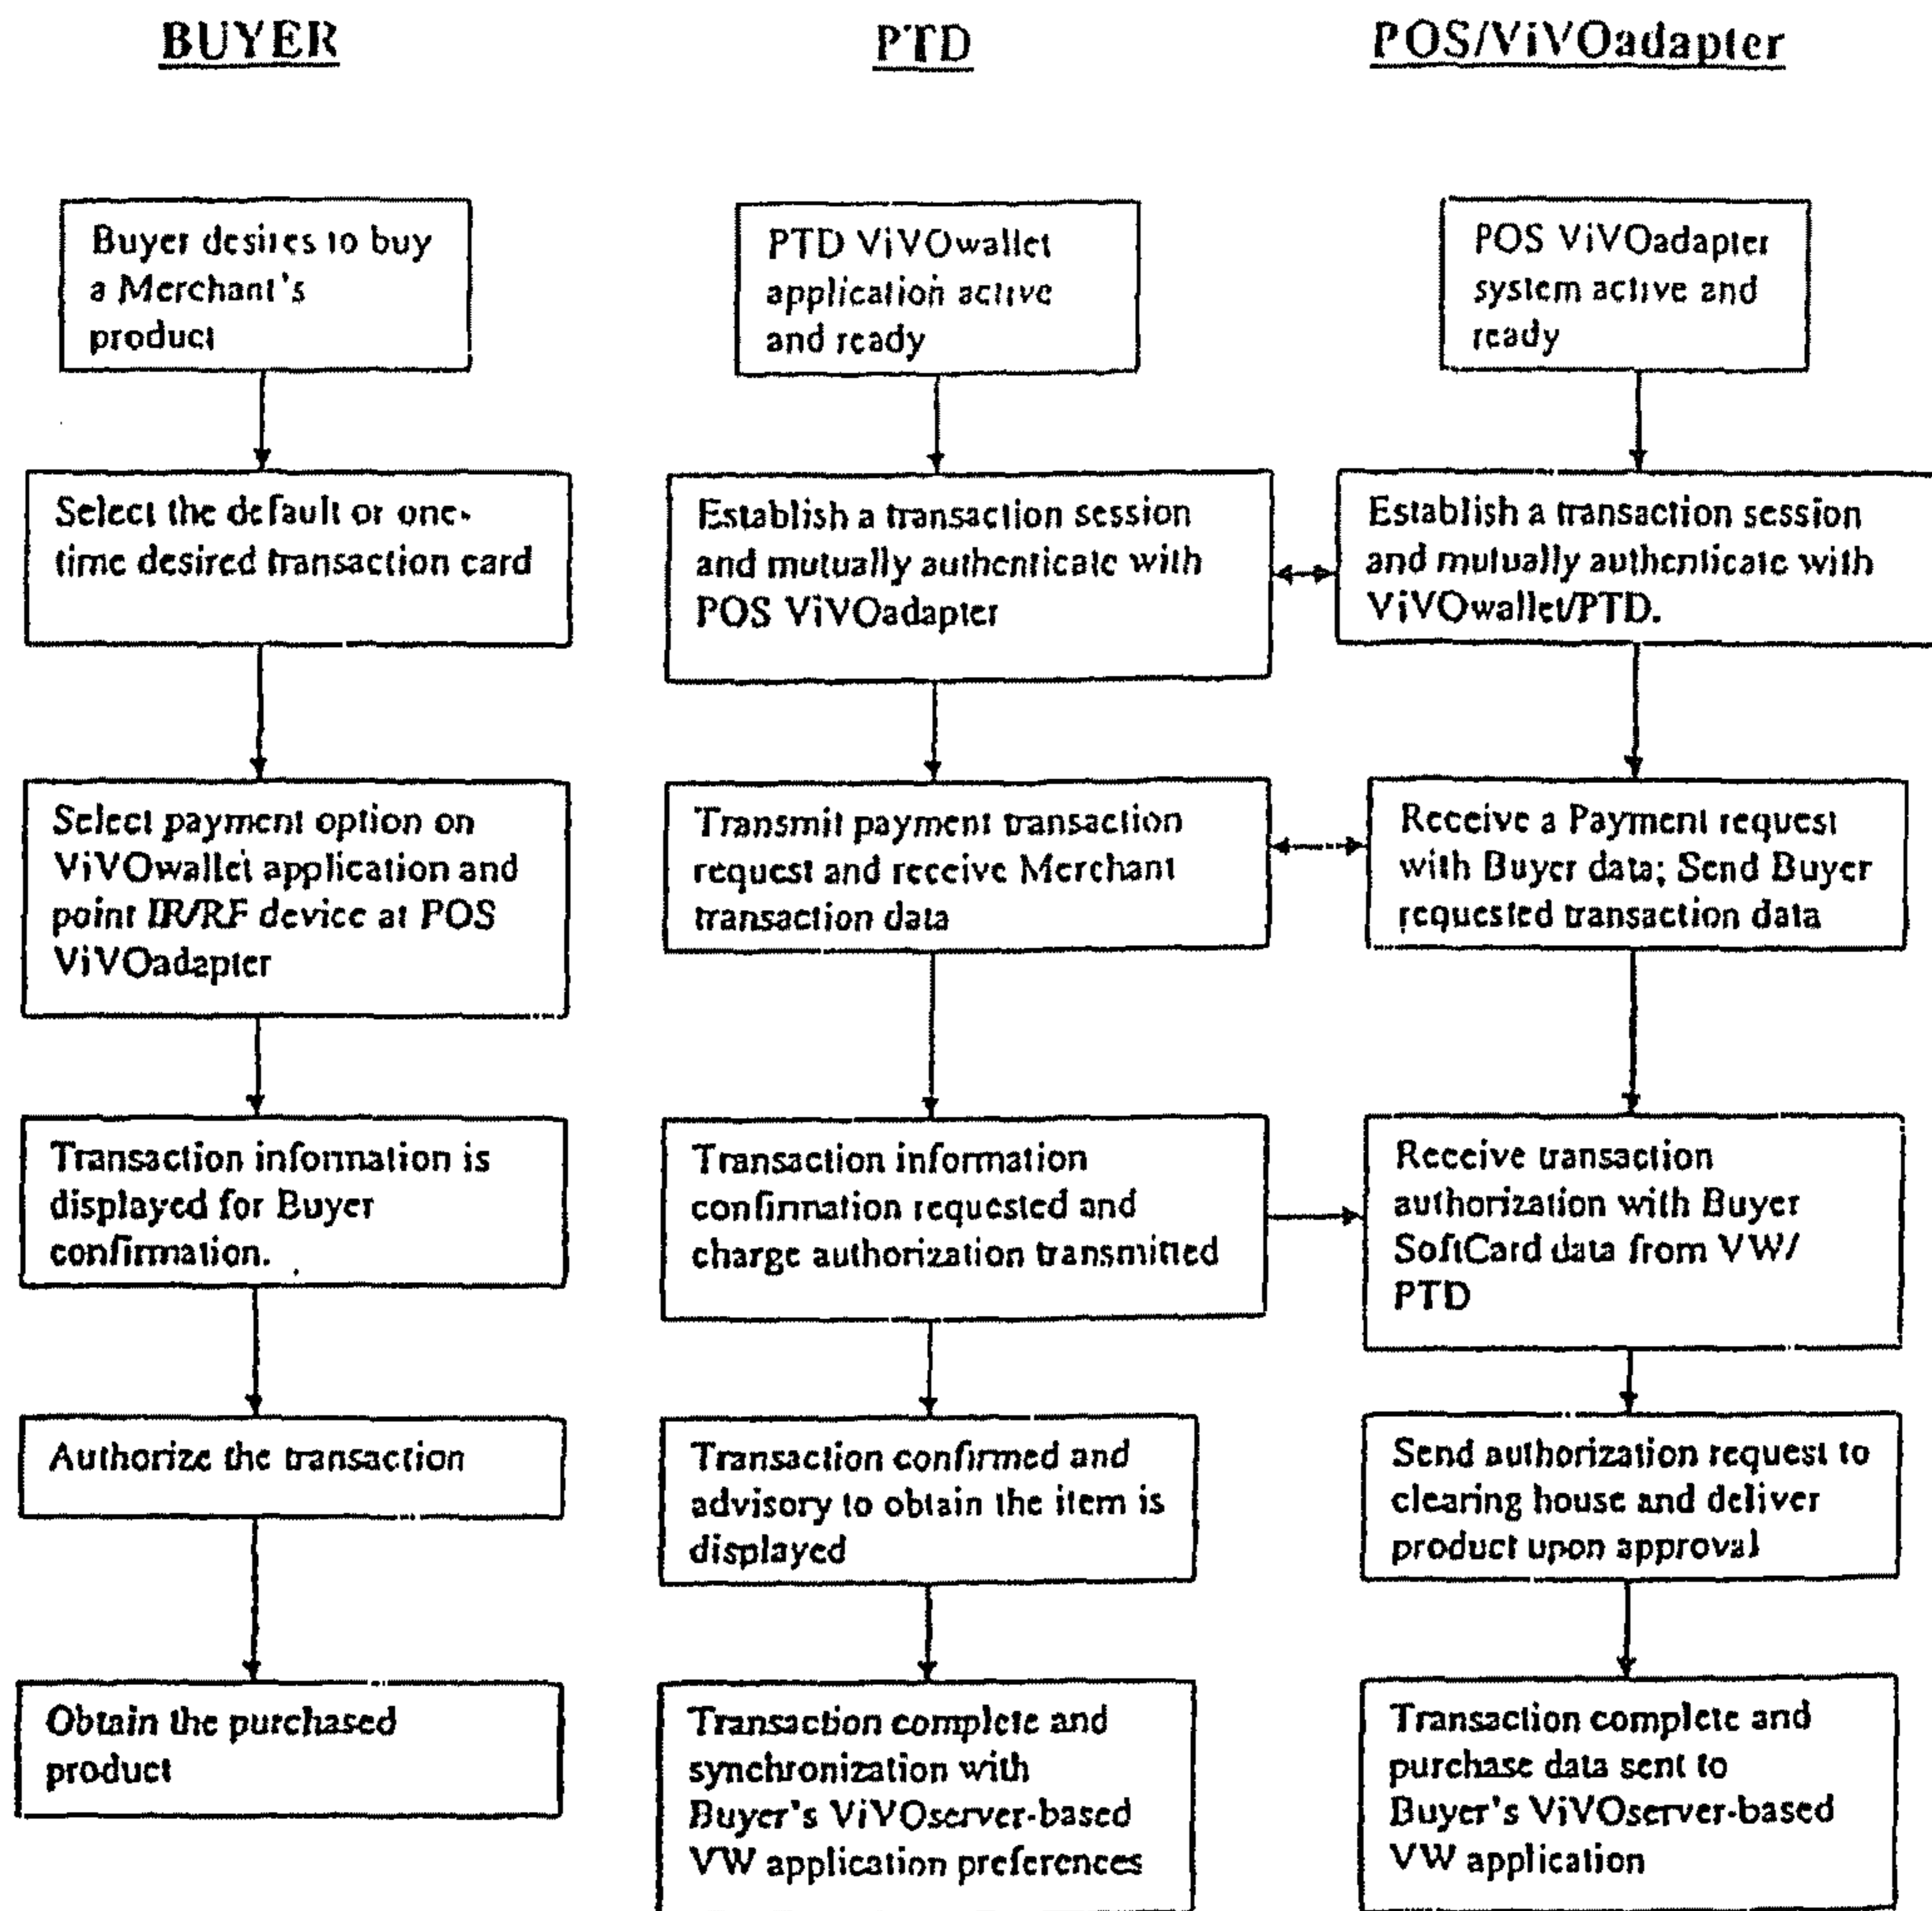 BUYER
PTD
POS/ViVOadapter
Buyer desires to buy
a Merchant's
product
PTD ViVOwallet
application active
and ready
POS ViVOadapter
system active and
ready
Select the default or one-
time desired transaction card
Establish a transaction session
and mutually authenticate with
POS ViVOadapter
Establish a transaction session
and mutually authenticate with
ViVOwallet/PTD.
Select payment option on
ViVOwallet application and
point IR/RF device at POS
ViVOadapter
Transmit payment transaction
request and receive Merchant
transaction data
Receive a Payment request
with Buyer data; Send Buyer
requested transaction data
Transaction information is
displayed for Buyer
confirmation.
Transaction information
confirmation requested and
charge authorization transmitted
Receive transaction
authorization with Buyer
SoftCard data from VW/
PTD
Authorize the transaction
Transaction confirmed and
advisory to obtain the item is
displayed
Send authorization request to
clearing house and deliver
product upon approval
Obtain the purchased
product
Transaction complete and
synchronization with
Buyer's ViVOserver-based
VW application preferences
Transaction complete and
purchase data sent to
Buyer's ViVOserver-based
VW application